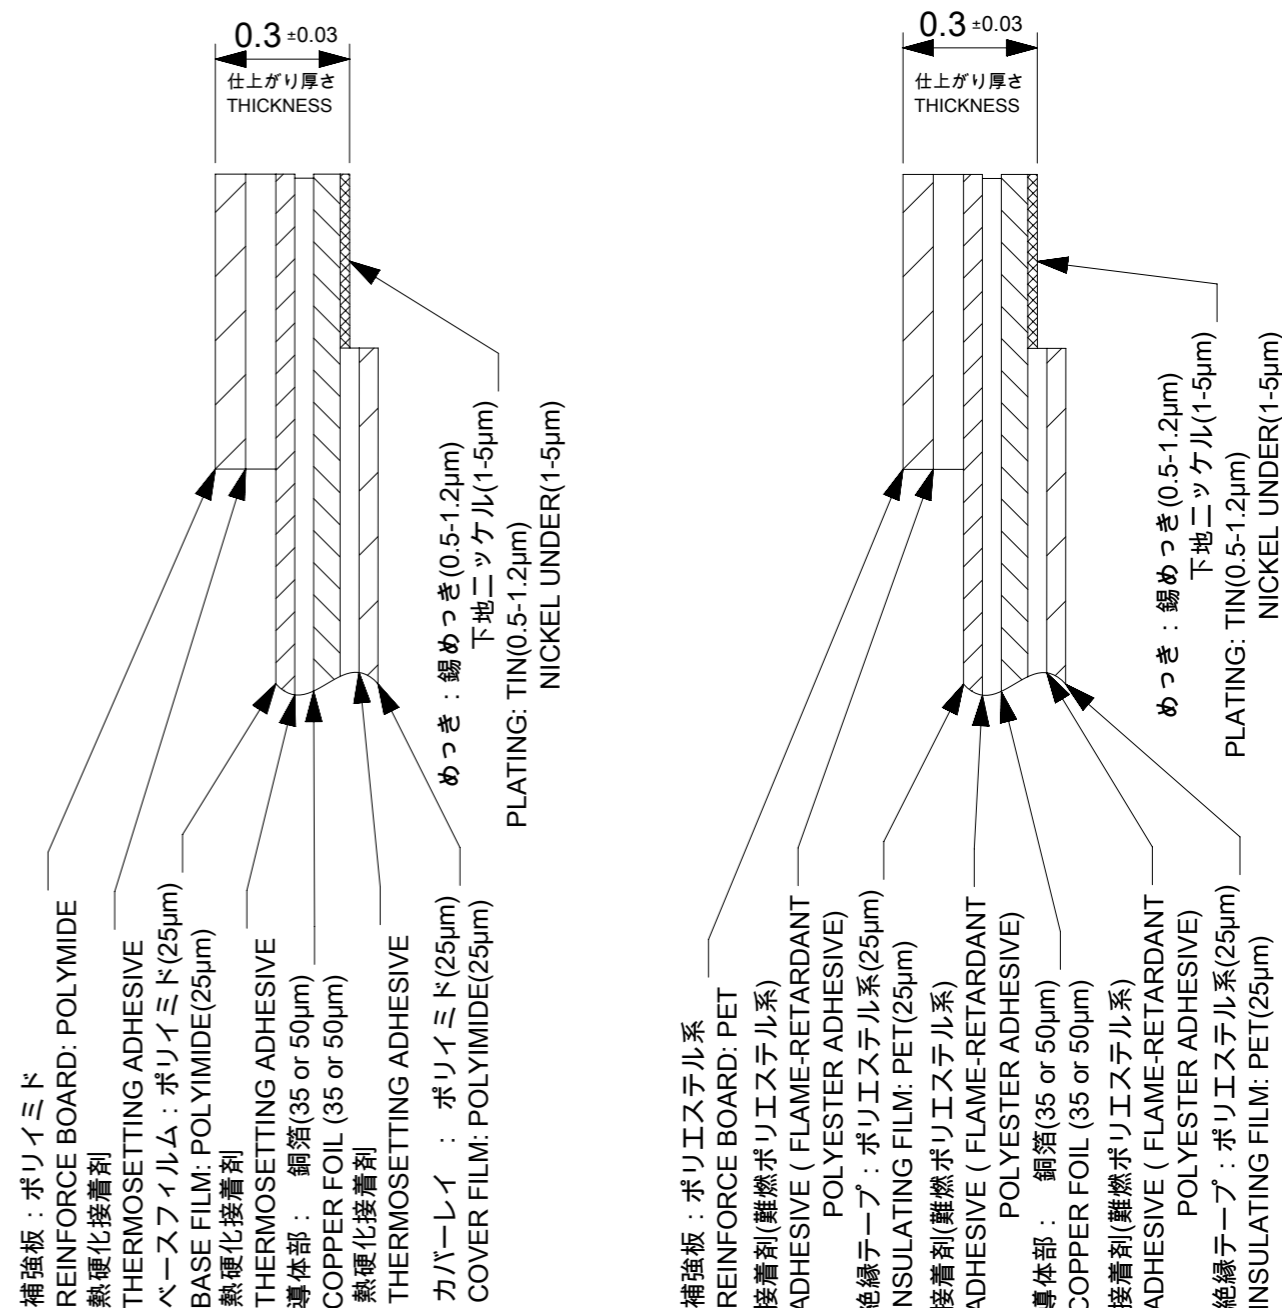 0.3 ±0.03
仕上がり厚さ
THICKNESS
めっき：錫めっき(0.5-1.2µm)
下地ニッケル(1-5µm)
PLATING: TIN(0.5-1.2µm)
NICKEL UNDER(1-5µm)
補強板：ポリイミド
REINFORCE BOARD: POLYMIDE
熱硬化接着剤
THERMOSETTING ADHESIVE
ベースフィルム：ポリイミド(25µm)
BASE FILM: POLYIMIDE(25µm)
熱硬化接着剤
THERMOSETTING ADHESIVE
導体部： 銅箔(35 or 50µm)
COPPER FOIL (35 or 50µm)
熱硬化接着剤
THERMOSETTING ADHESIVE
カバーレイ ： ポリイミド(25µm)
COVER FILM: POLYIMIDE(25µm)
0.3 ±0.03
仕上がり厚さ
THICKNESS
めっき：錫めっき(0.5-1.2µm)
下地ニッケル(1-5µm)
PLATING: TIN(0.5-1.2µm)
NICKEL UNDER(1-5µm)
補強板：ポリエステル系
REINFORCE BOARD: PET
接着剤(難燃ポリエステル系)
ADHESIVE ( FLAME-RETARDANT
POLYESTER ADHESIVE)
絶縁テープ：ポリエステル系(25µm)
INSULATING FILM: PET(25µm)
接着剤(難燃ポリエステル系)
ADHESIVE ( FLAME-RETARDANT
POLYESTER ADHESIVE)
導体部： 銅箔(35 or 50µm)
COPPER FOIL (35 or 50µm)
接着剤(難燃ポリエステル系)
ADHESIVE ( FLAME-RETARDANT
POLYESTER ADHESIVE)
絶縁テープ：ポリエステル系(25µm)
INSULATING FILM: PET(25µm)